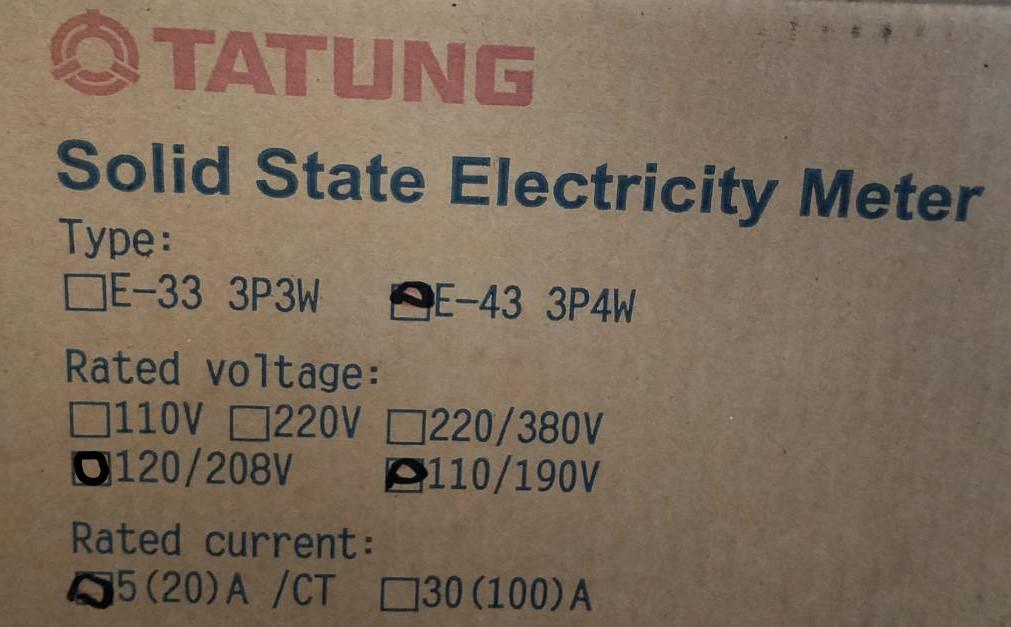 TATUNG
Solid State Electricity Meter
Type:
☐E-33 3P3W ☑E-43 3P4W
Rated voltage:
☐110V ☐220V ☐220/380V
☑120/208V ☑110/190V
Rated current:
☑5(20)A /CT ☐30(100)A